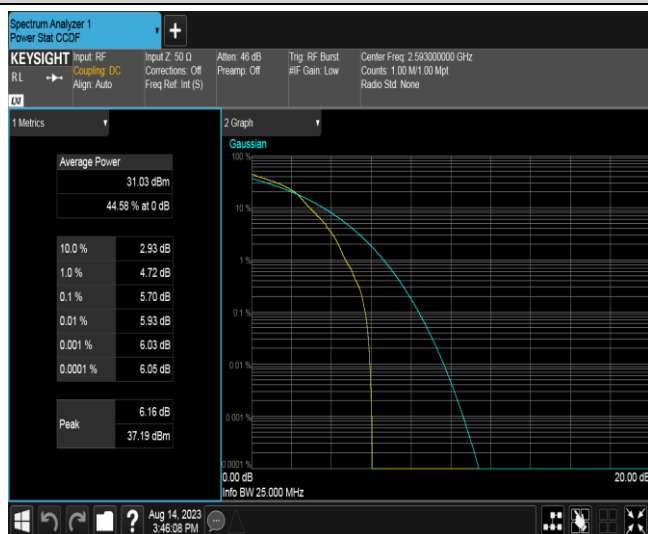 Spectrum Analyzer 1
Power Stat CCDF
KEYSIGHT
RL
LXI
Input: RF
Coupling: DC
Align: Auto
Input Z: 50 Ω
Corrections: Off
Freq Ref: Int (S)
Atten: 46 dB
Preamp: Off
Trig: RF Burst
#IF Gain: Low
Center Freq: 2.593000000 GHz
Counts: 1.00 M/1.00 Mpt
Radio Std: None
1 Metrics
Average Power
31.03 dBm
44.58 % at 0 dB
10.0 % 2.93 dB
1.0 % 4.72 dB
0.1 % 5.70 dB
0.01 % 5.93 dB
0.001 % 6.03 dB
0.0001 % 6.05 dB
Peak
6.16 dB
37.19 dBm
2 Graph
Gaussian
100 %
10 %
1 %
0.1 %
0.01 %
0.001 %
0.0001 %
0.00 dB 20.00 dB
Info BW 25.000 MHz
Aug 14, 2023
3:46:08 PM